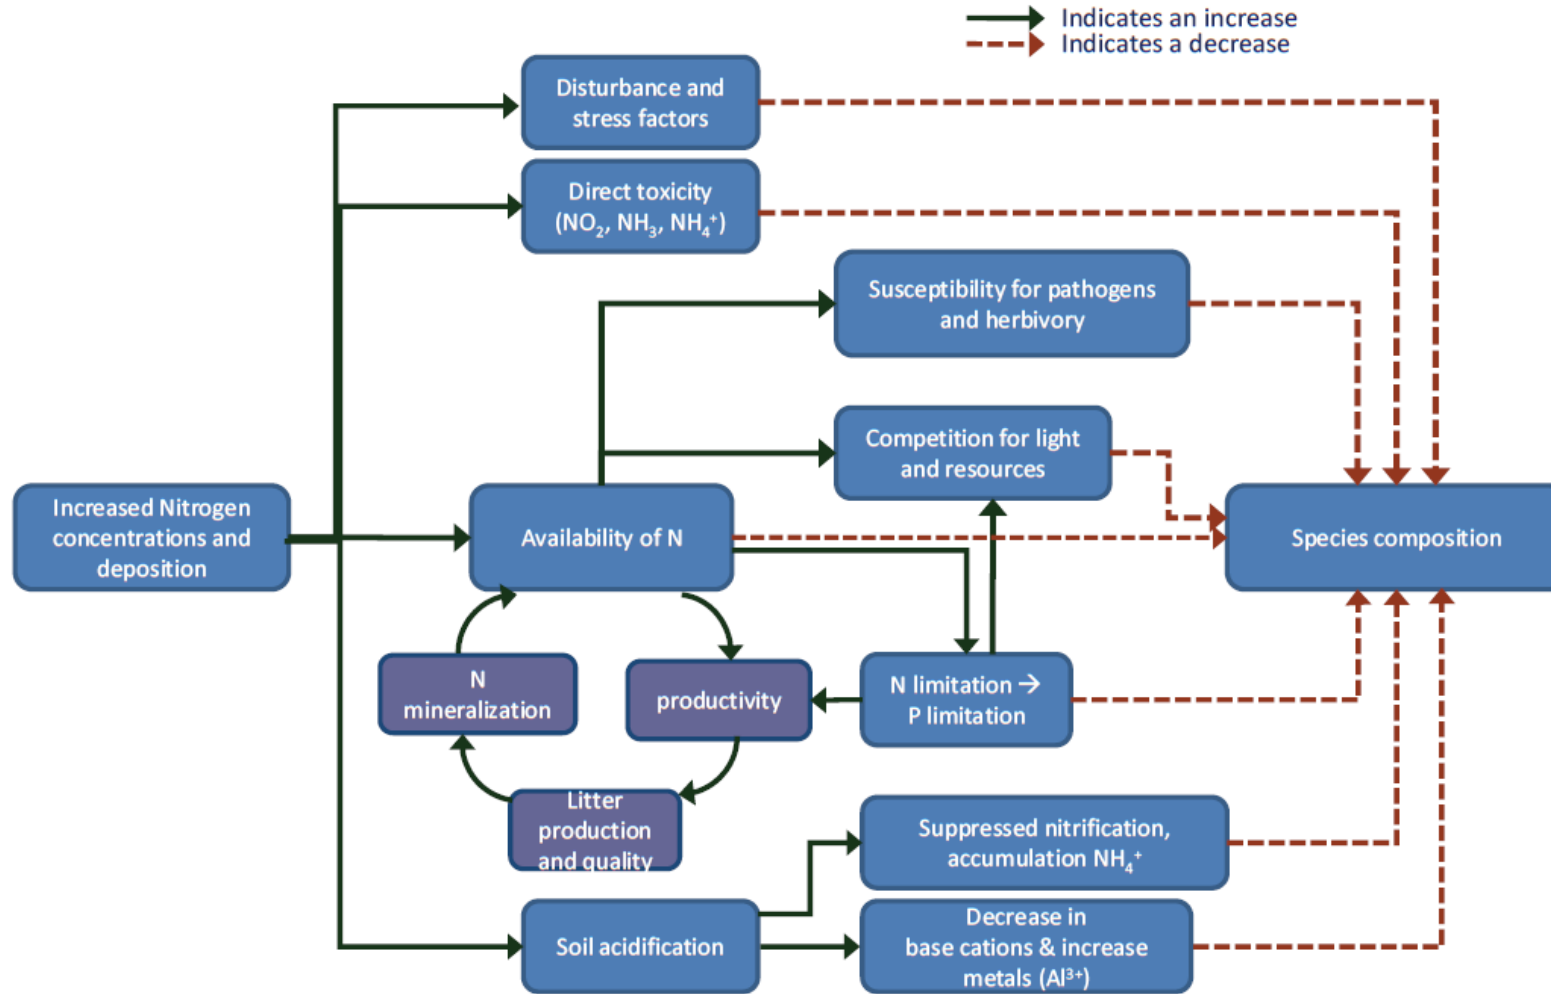 Indicates an increase
Indicates a decrease
Disturbance and
stress factors
Direct toxicity
(NO₂, NH₃, NH₄⁺)
Susceptibility for pathogens
and herbivory
Competition for light
and resources
Increased Nitrogen
concentrations and
deposition
Availability of N
Species composition
N
mineralization
productivity
N limitation →
P limitation
Litter
production
and quality
Suppressed nitrification,
accumulation NH₄⁺
Soil acidification
Decrease in
base cations & increase
metals (Al³⁺)